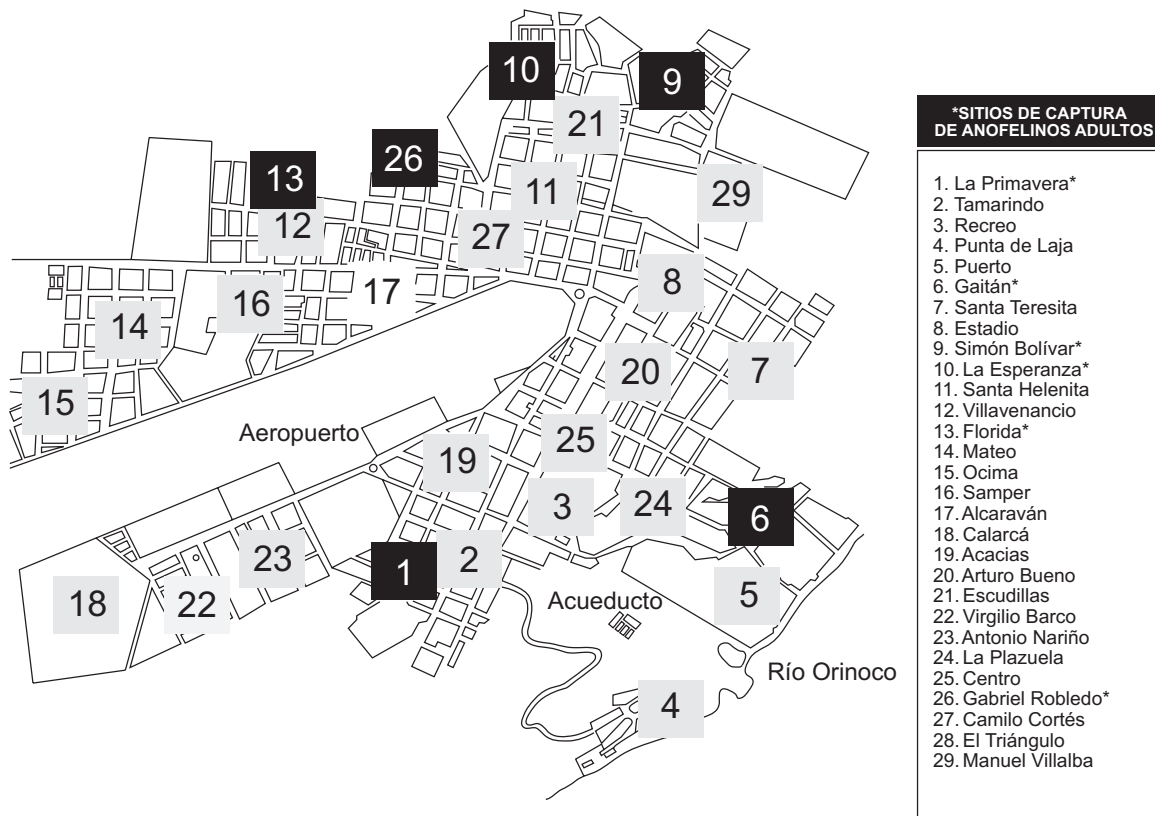 10
9
21
26
13
11
29
12
27
8
16
17
14
20
7
15
Aeropuerto
25
19
3
24
6
23
2
1
18
22
Acueducto
5
Río Orinoco
4
*SITIOS DE CAPTURA
DE ANOFELINOS ADULTOS
1. La Primavera*
2. Tamarindo
3. Recreo
4. Punta de Laja
5. Puerto
6. Gaitán*
7. Santa Teresita
8. Estadio
9. Simón Bolívar*
10. La Esperanza*
11. Santa Helenita
12. Villavenancio
13. Florida*
14. Mateo
15. Ocima
16. Samper
17. Alcaraván
18. Calarcá
19. Acacias
20. Arturo Bueno
21. Escudillas
22. Virgilio Barco
23. Antonio Nariño
24. La Plazuela
25. Centro
26. Gabriel Robledo*
27. Camilo Cortés
28. El Triángulo
29. Manuel Villalba